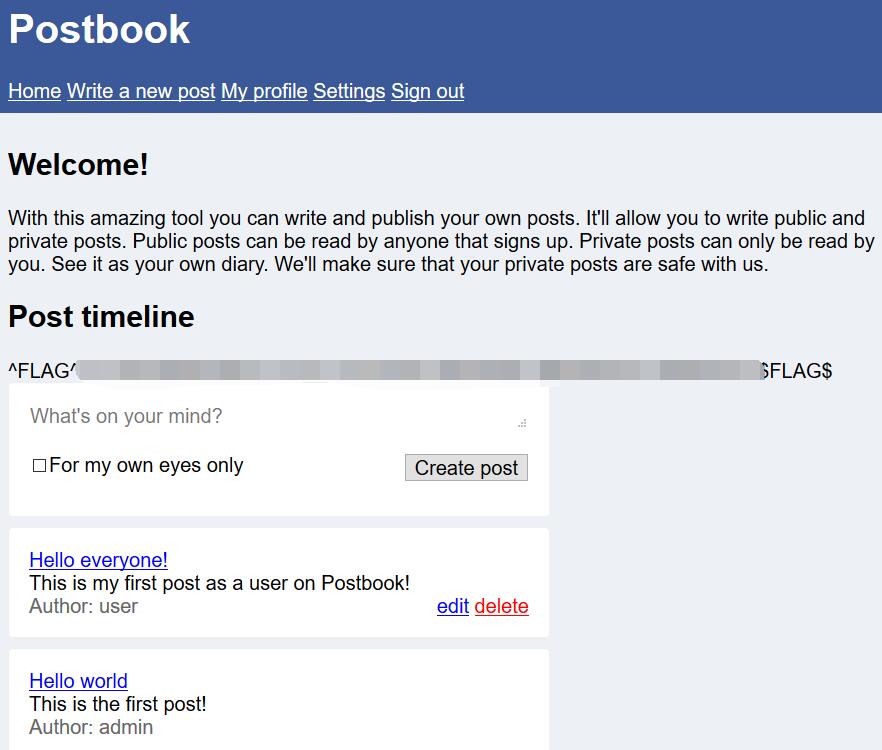 Postbook
Home Write a new post My profile Settings Sign out
Welcome!
With this amazing tool you can write and publish your own posts. It'll allow you to write public and
private posts. Public posts can be read by anyone that signs up. Private posts can only be read by
you. See it as your own diary. We'll make sure that your private posts are safe with us.
Post timeline
^FLAG^ $FLAG$
What's on your mind?
For my own eyes only Create post
Hello everyone!
This is my first post as a user on Postbook!
Author: user edit delete
Hello world
This is the first post!
Author: admin